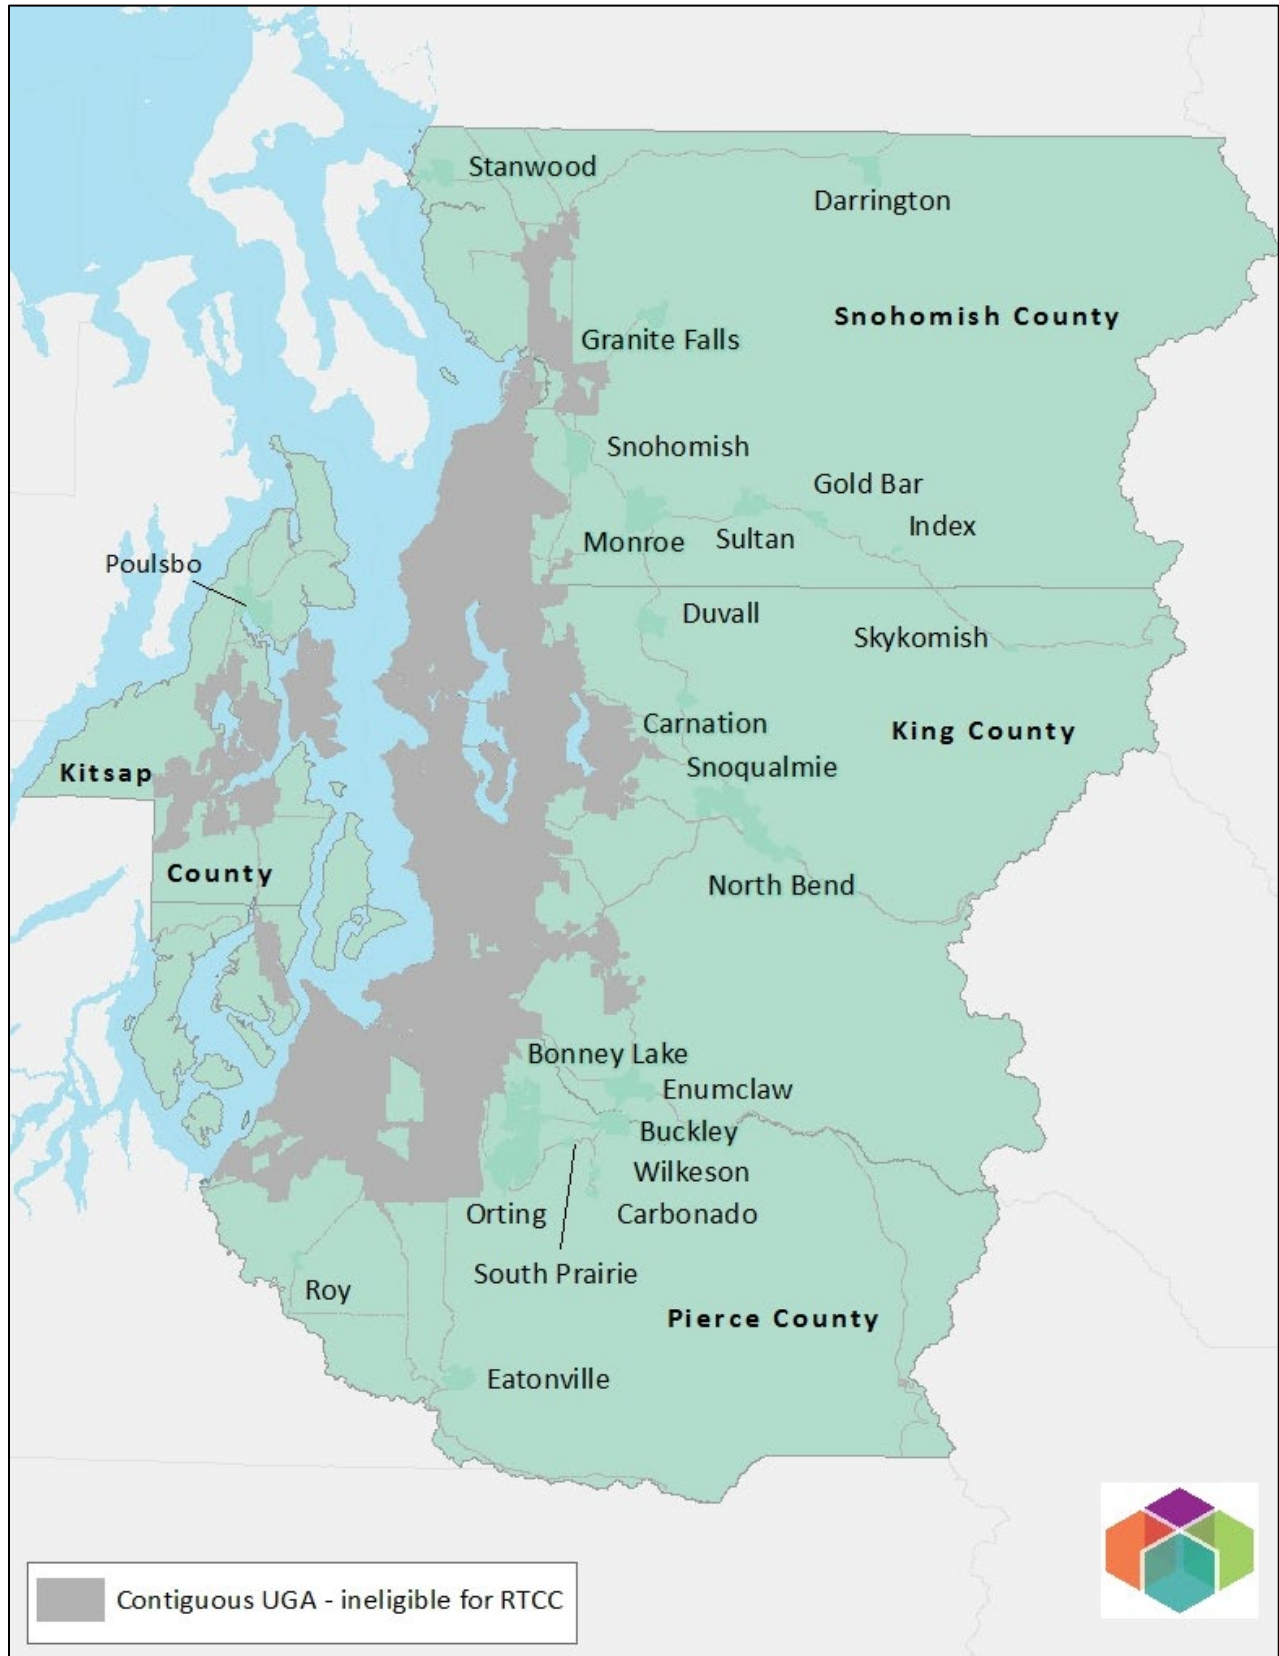 Stanwood
Darrington
Snohomish County
Granite Falls
Snohomish
Gold Bar
Index
Monroe
Sultan
Poulsbo
Duvall
Skykomish
Carnation
King County
Snoqualmie
Kitsap
County
North Bend
Bonney Lake
Enumclaw
Buckley
Wilkeson
Orting
Carbonado
South Prairie
Roy
Pierce County
Eatonville
Contiguous UGA - ineligible for RTCC